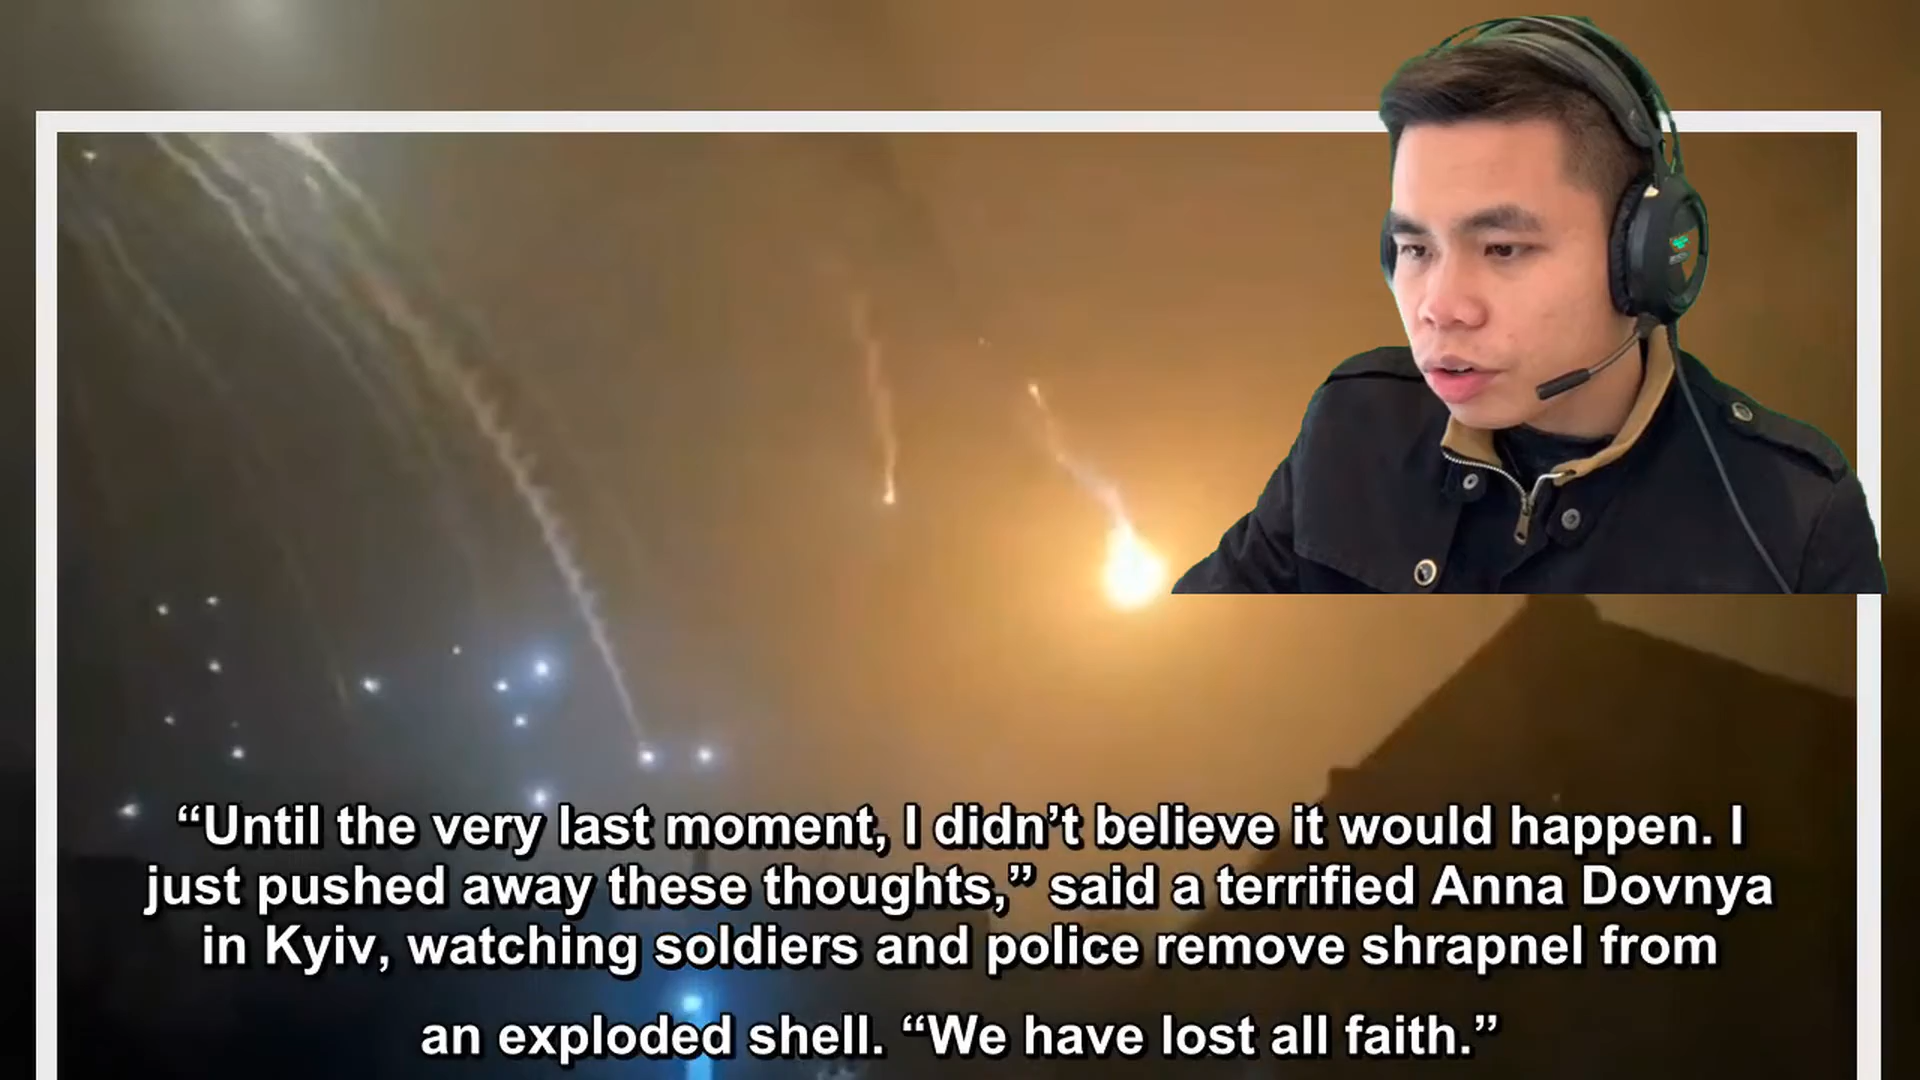 “Until the very last moment, I didn’t believe it would happen. I
just pushed away these thoughts,” said a terrified Anna Dovnya
in Kyiv, watching soldiers and police remove shrapnel from
an exploded shell. “We have lost all faith.”